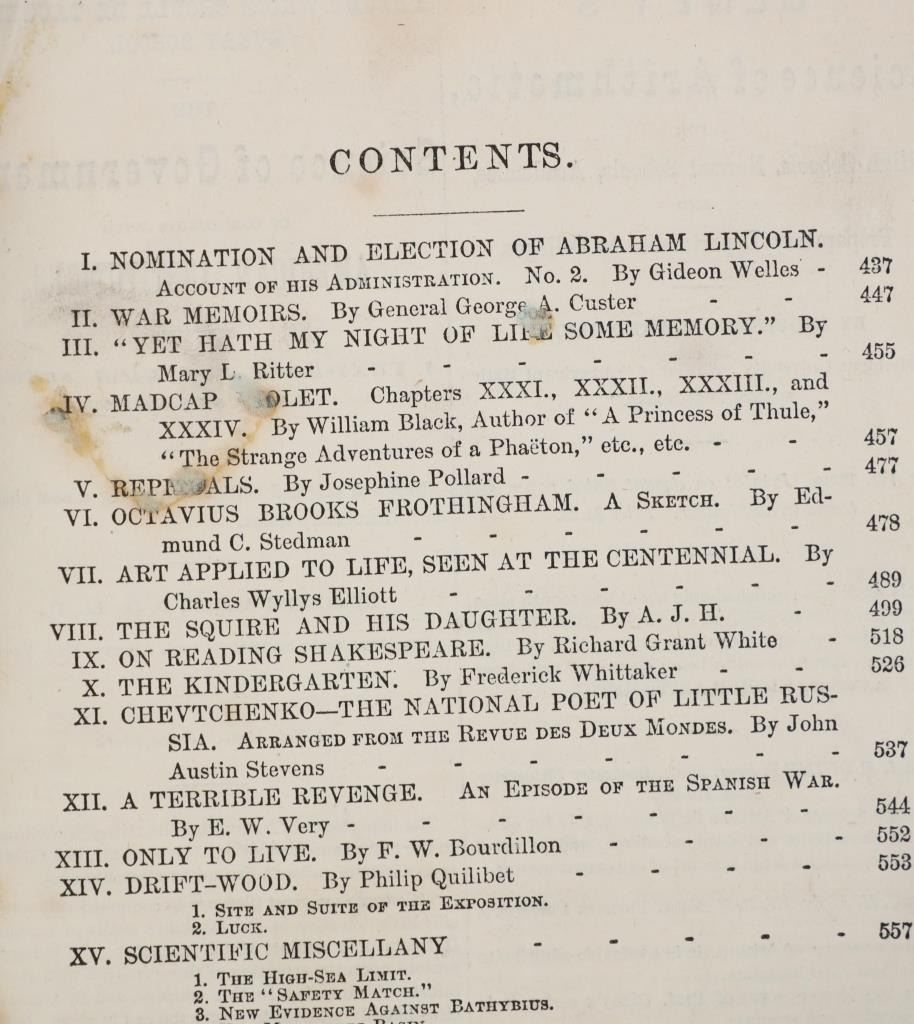 CONTENTS.
I. NOMINATION AND ELECTION OF ABRAHAM LINCOLN.
ACCOUNT OF HIS ADMINISTRATION. No. 2. By Gideon Welles - 437
II. WAR MEMOIRS. By General George A. Custer - - 447
III. "YET HATH MY NIGHT OF LIFE SOME MEMORY." By
Mary L. Ritter - - - - - - - 455
IV. MADCAP Chapters XXXI., XXXII., XXXIII., and
XXXIV. By William Black, Author of "A Princess of Thule,"
"The Strange Adventures of a Phaëton," etc., etc. - - 457
V. By Josephine Pollard - - - - - 477
VI. OCTAVIUS BROOKS FROTHINGHAM. A SKETCH. By Ed-
mund C. Stedman - - - - - - 478
VII. ART APPLIED TO LIFE, SEEN AT THE CENTENNIAL. By
Charles Wyllys Elliott - - - - - - 489
VIII. THE SQUIRE AND HIS DAUGHTER. By A. J. H. - 499
IX. ON READING SHAKESPEARE. By Richard Grant White - 518
X. THE KINDERGARTEN. By Frederick Whittaker - - 526
XI. CHEVTCHENKO—THE NATIONAL POET OF LITTLE RUS-
SIA. ARRANGED FROM THE REVUE DES DEUX MONDES. By John
Austin Stevens - - - - - - - 537
XII. A TERRIBLE REVENGE. AN EPISODE OF THE SPANISH WAR.
By E. W. Very - - - - - - - 544
XIII. ONLY TO LIVE. By F. W. Bourdillon - - - - 552
XIV. DRIFT-WOOD. By Philip Quilibet - - - - 553
1. SITE AND SUITE OF THE EXPOSITION.
2. LUCK.
XV. SCIENTIFIC MISCELLANY - - - - - 557
1. THE HIGH-SEA LIMIT.
2. THE "SAFETY MATCH."
3. NEW EVIDENCE AGAINST BATHYBIUS.